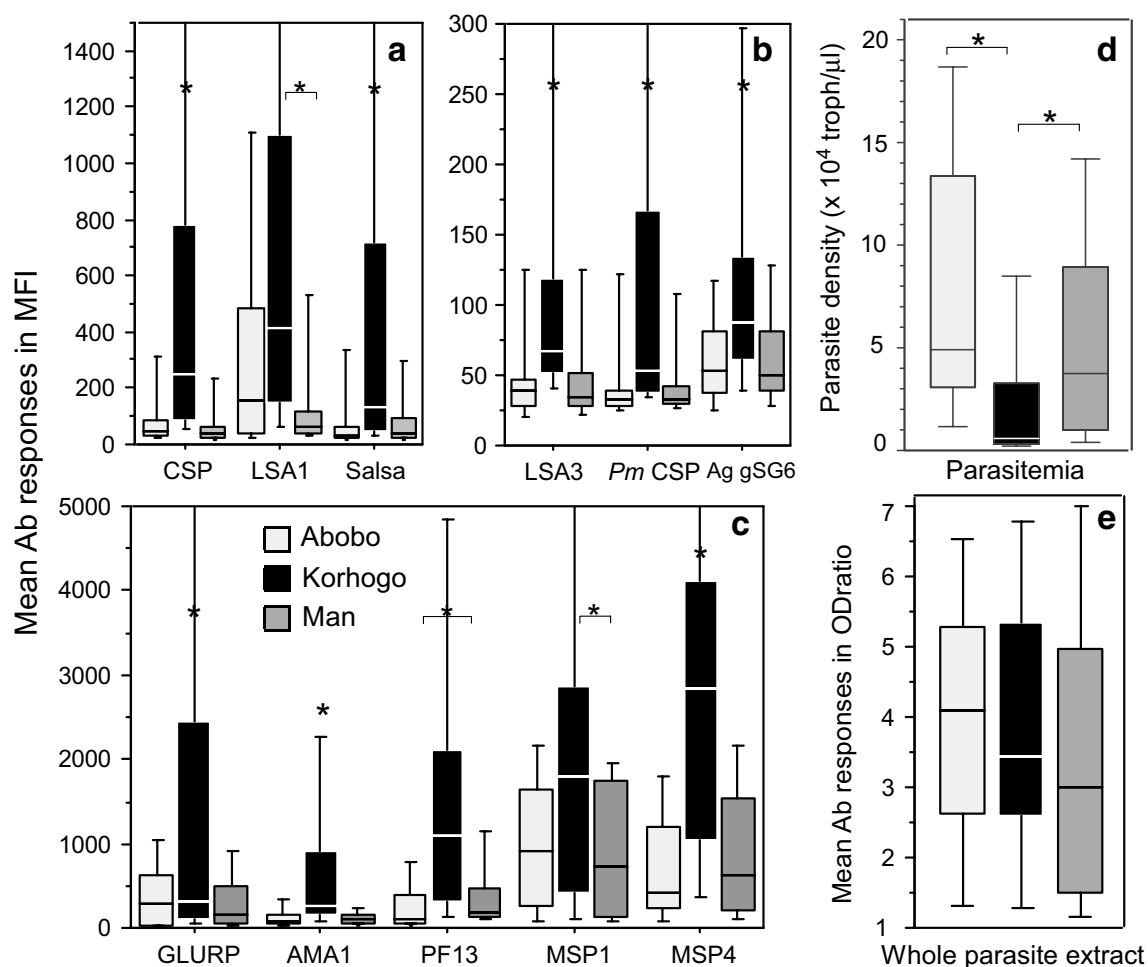 Mean Ab responses in MFI
a
1400
1200
1000
800
600
400
200
0
*
*
*
CSP LSA1 Salsa
b
300
250
200
150
100
50
0
*
*
*
LSA3 Pm CSP Ag gSG6
d
Parasite density (x 10⁴ troph/µl)
20
15
10
5
0
*
*
Parasitemia
c
5000
4000
3000
2000
1000
0
Abobo
Korhogo
Man
*
*
*
*
*
GLURP AMA1 PF13 MSP1 MSP4
e
Mean Ab responses in ODratio
7
6
5
4
3
2
1
Whole parasite extract